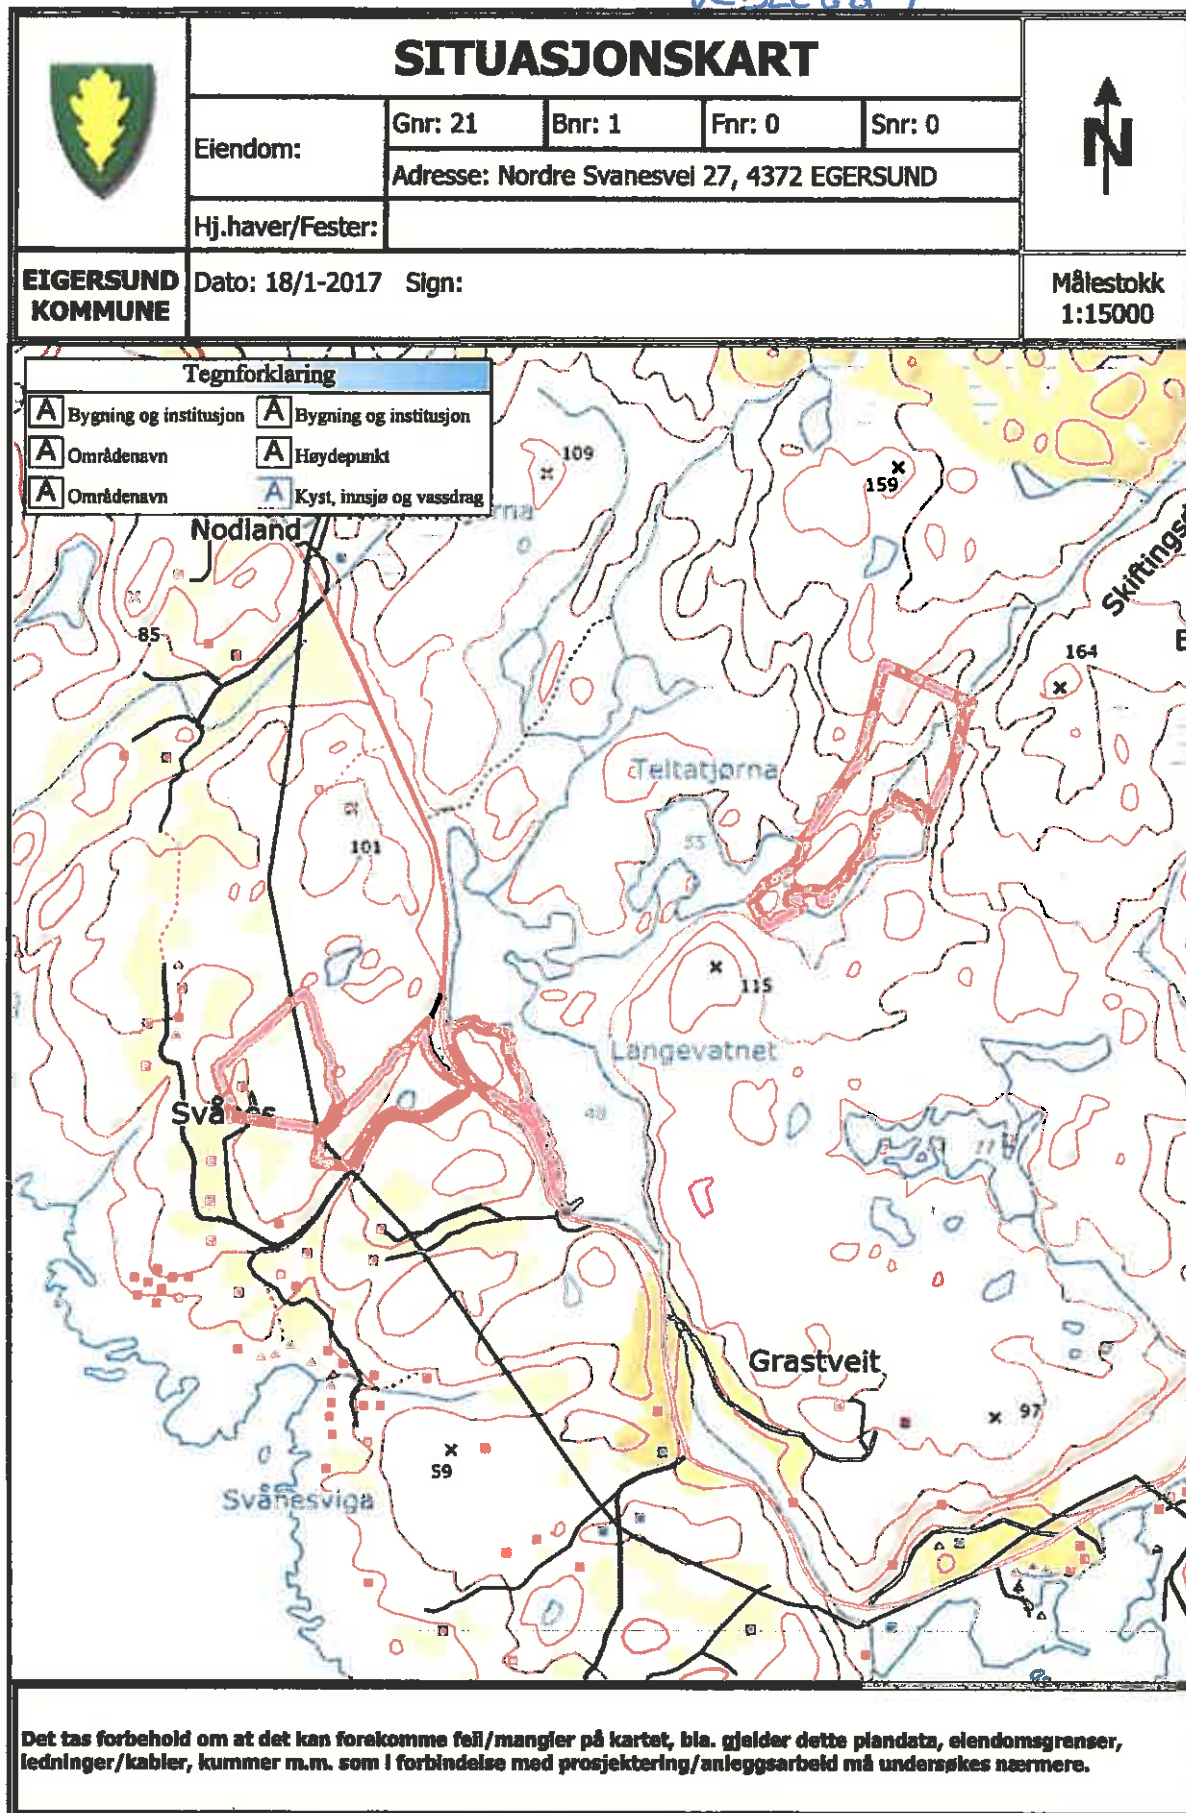 SITUASJONSKART
Eiendom:
Gnr: 21
Bnr: 1
Fnr: 0
Snr: 0
Adresse: Nordre Svanesvei 27, 4372 EGERSUND
Hj.haver/Fester:
N
EIGERSUND
KOMMUNE
Dato: 18/1-2017 Sign:
Målestokk
1:15000
Tegnforklaring
A Bygning og institusjon A Bygning og institusjon
A Områdenavn A Høydepunkt
A Områdenavn A Kyst, innsjø og vassdrag
109
159
Nodland
85
164
Teltatjørna
101
115
Langevatnet
48
Grastveit
97
59
Svånesviga
Det tas forbehold om at det kan forekomme feil/mangler på kartet, bla. gjelder dette plandata, eiendomsgrenser,
ledninger/kabler, kummer m.m. som i forbindelse med prosjektering/anleggsarbeid må undersøkes nærmere.